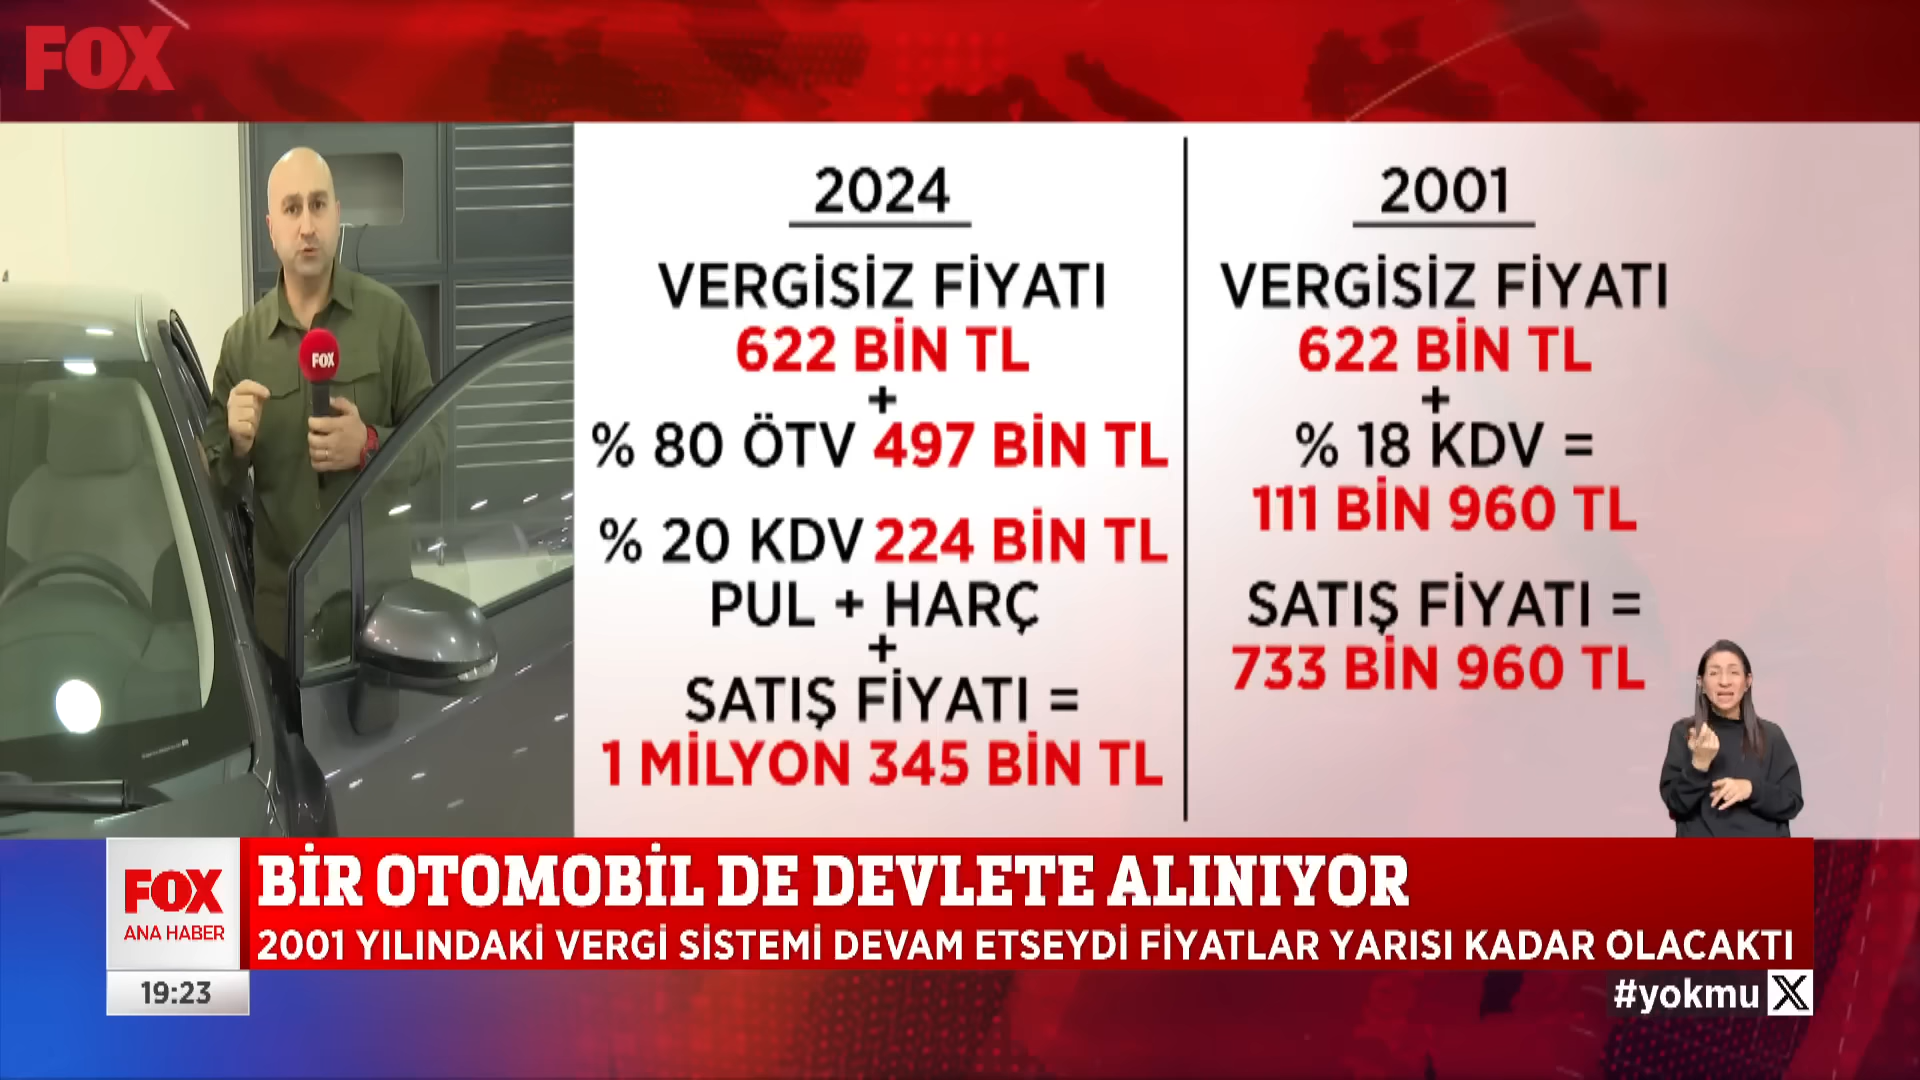 FOX
FOX
2024
VERGİSİZ FİYATI
622 BİN TL
+
% 80 ÖTV 497 BİN TL
% 20 KDV 224 BİN TL
PUL + HARÇ
+
SATIŞ FİYATI =
1 MİLYON 345 BİN TL
2001
VERGİSİZ FİYATI
622 BİN TL
+
% 18 KDV =
111 BİN 960 TL
SATIŞ FİYATI =
733 BİN 960 TL
FOX
ANA HABER
BİR OTOMOBİL DE DEVLETE ALINIYOR
2001 YILINDAKİ VERGİ SİSTEMİ DEVAM ETSEYDİ FİYATLAR YARISI KADAR OLACAKTI
19:23
#yokmu X